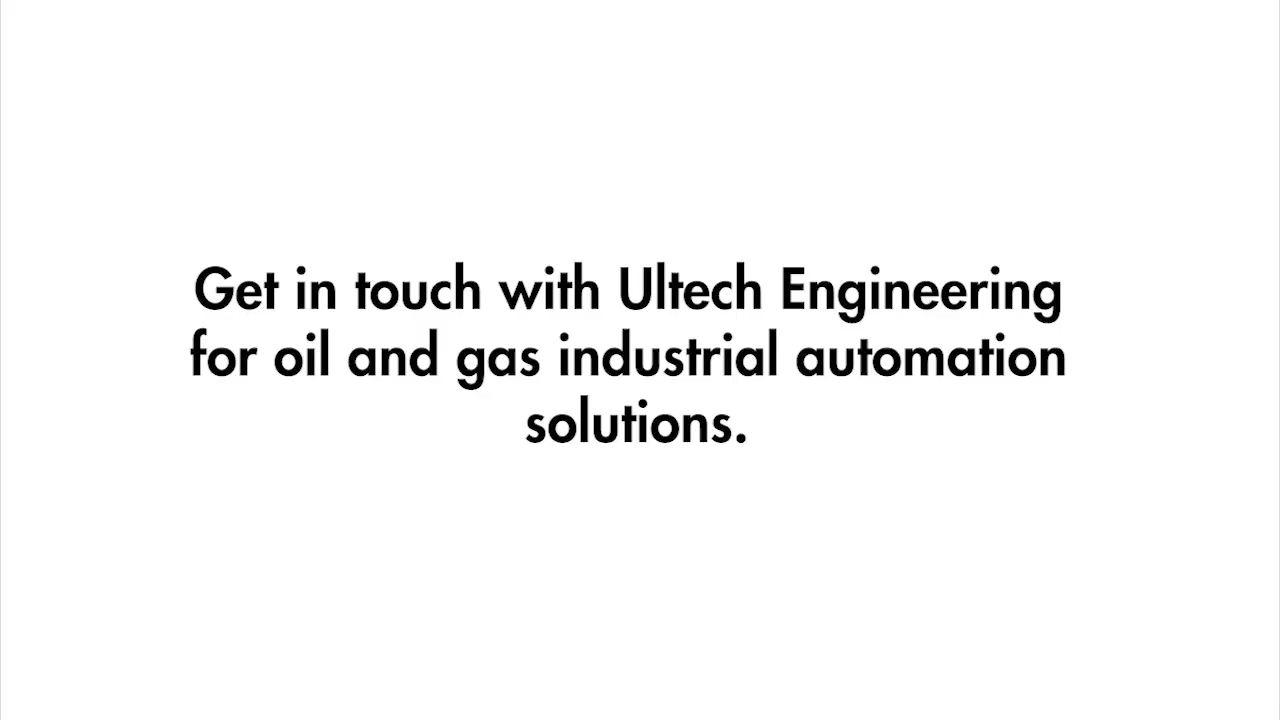 Get in touch with Ultech Engineering
for oil and gas industrial automation
solutions.